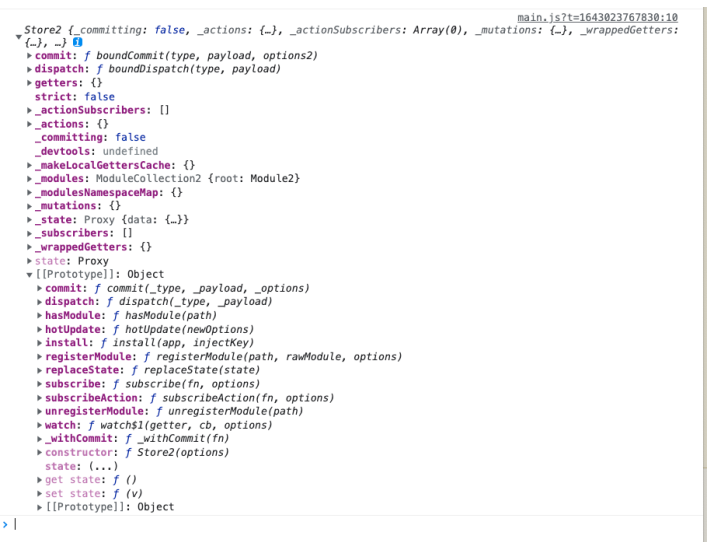 main.js?t=1643023767830:10
Store2 {_committing: false, _actions: {…}, _actionSubscribers: Array(0), _mutations: {…}, _wrappedGetters:
{…}, …} i
commit: ƒ boundCommit(type, payload, options2)
dispatch: ƒ boundDispatch(type, payload)
getters: {}
strict: false
_actionSubscribers: []
_actions: {}
_committing: false
_devtools: undefined
_makeLocalGettersCache: {}
_modules: ModuleCollection2 {root: Module2}
_modulesNamespaceMap: {}
_mutations: {}
_state: Proxy {data: {…}}
_subscribers: []
_wrappedGetters: {}
state: Proxy
[[Prototype]]: Object
commit: ƒ commit(_type, _payload, _options)
dispatch: ƒ dispatch(_type, _payload)
hasModule: ƒ hasModule(path)
hotUpdate: ƒ hotUpdate(newOptions)
install: ƒ install(app, injectKey)
registerModule: ƒ registerModule(path, rawModule, options)
replaceState: ƒ replaceState(state)
subscribe: ƒ subscribe(fn, options)
subscribeAction: ƒ subscribeAction(fn, options)
unregisterModule: ƒ unregisterModule(path)
watch: ƒ watch$1(getter, cb, options)
_withCommit: ƒ _withCommit(fn)
constructor: ƒ Store2(options)
state: (...)
get state: ƒ ()
set state: ƒ (v)
[[Prototype]]: Object